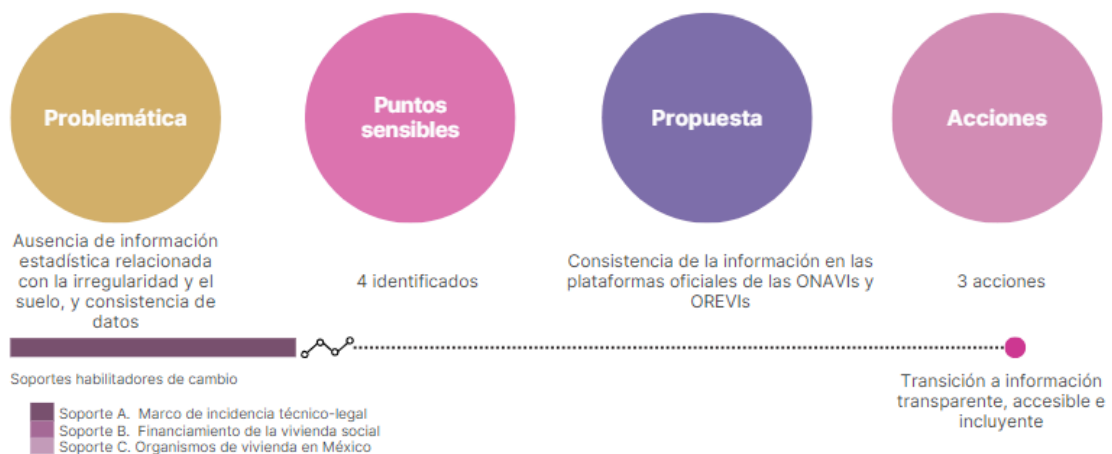 Problemática
Puntos
sensibles
Propuesta
Acciones
Ausencia de información
estadística relacionada
con la irregularidad y el
suelo, y consistencia de
datos
4 identificados
Consistencia de la información en las
plataformas oficiales de las ONAVIs y
OREVIs
3 acciones
Soportes habilitadores de cambio
Soporte A. Marco de incidencia técnico-legal
Soporte B. Financiamiento de la vivienda social
Soporte C. Organismos de vivienda en México
Transición a información
transparente, accesible e
incluyente